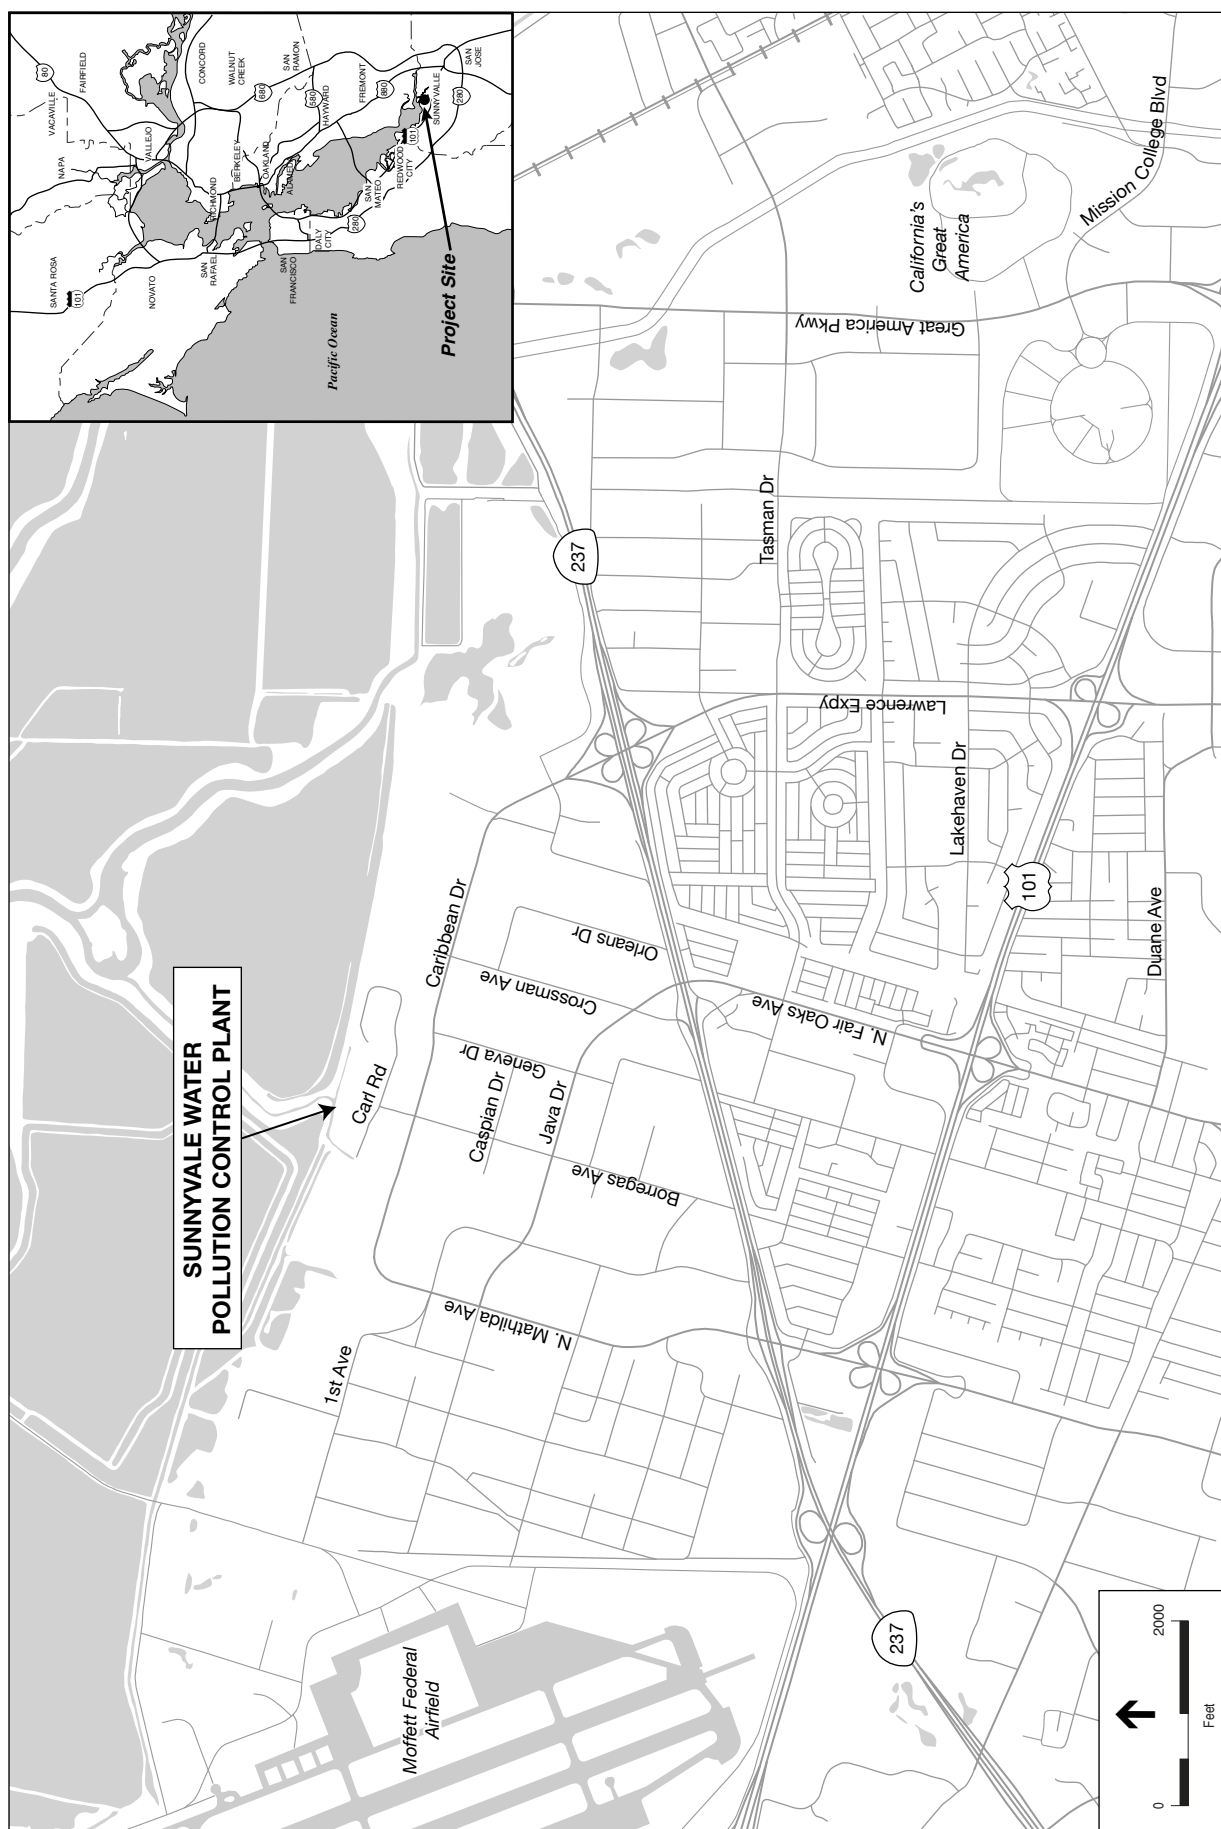 VACAVILLE
80
FAIRFIELD
NAPA
SANTA ROSA
101
VALLEJO
CONCORD
NOVATO
WALNUT
CREEK
680
SAN
RAFAEL
RICHMOND
BERKELEY
SAN
RAMON
OAKLAND
SAN
FRANCISCO
ALAMEDA
580
HAYWARD
DALY
CITY
FREMONT
880
280
SAN
MATEO
REDWOOD
CITY
101
SUNNYVALLE
280
SAN
JOSE
Pacific Ocean
Project Site
SUNNYVALE WATER
POLLUTION CONTROL PLANT
Carl Rd
1st Ave
Caribbean Dr
N. Mathilda Ave
Caspian Dr
Geneva Dr
Crossman Ave
Java Dr
Borregas Ave
Orleans Dr
237
Tasman Dr
N. Fair Oaks Ave
Lawrence Expy
Great America Pkwy
California's
Great
America
Lakehaven Dr
101
Mission College Blvd
Duane Ave
Moffett Federal
Airfield
237
0
2000
Feet